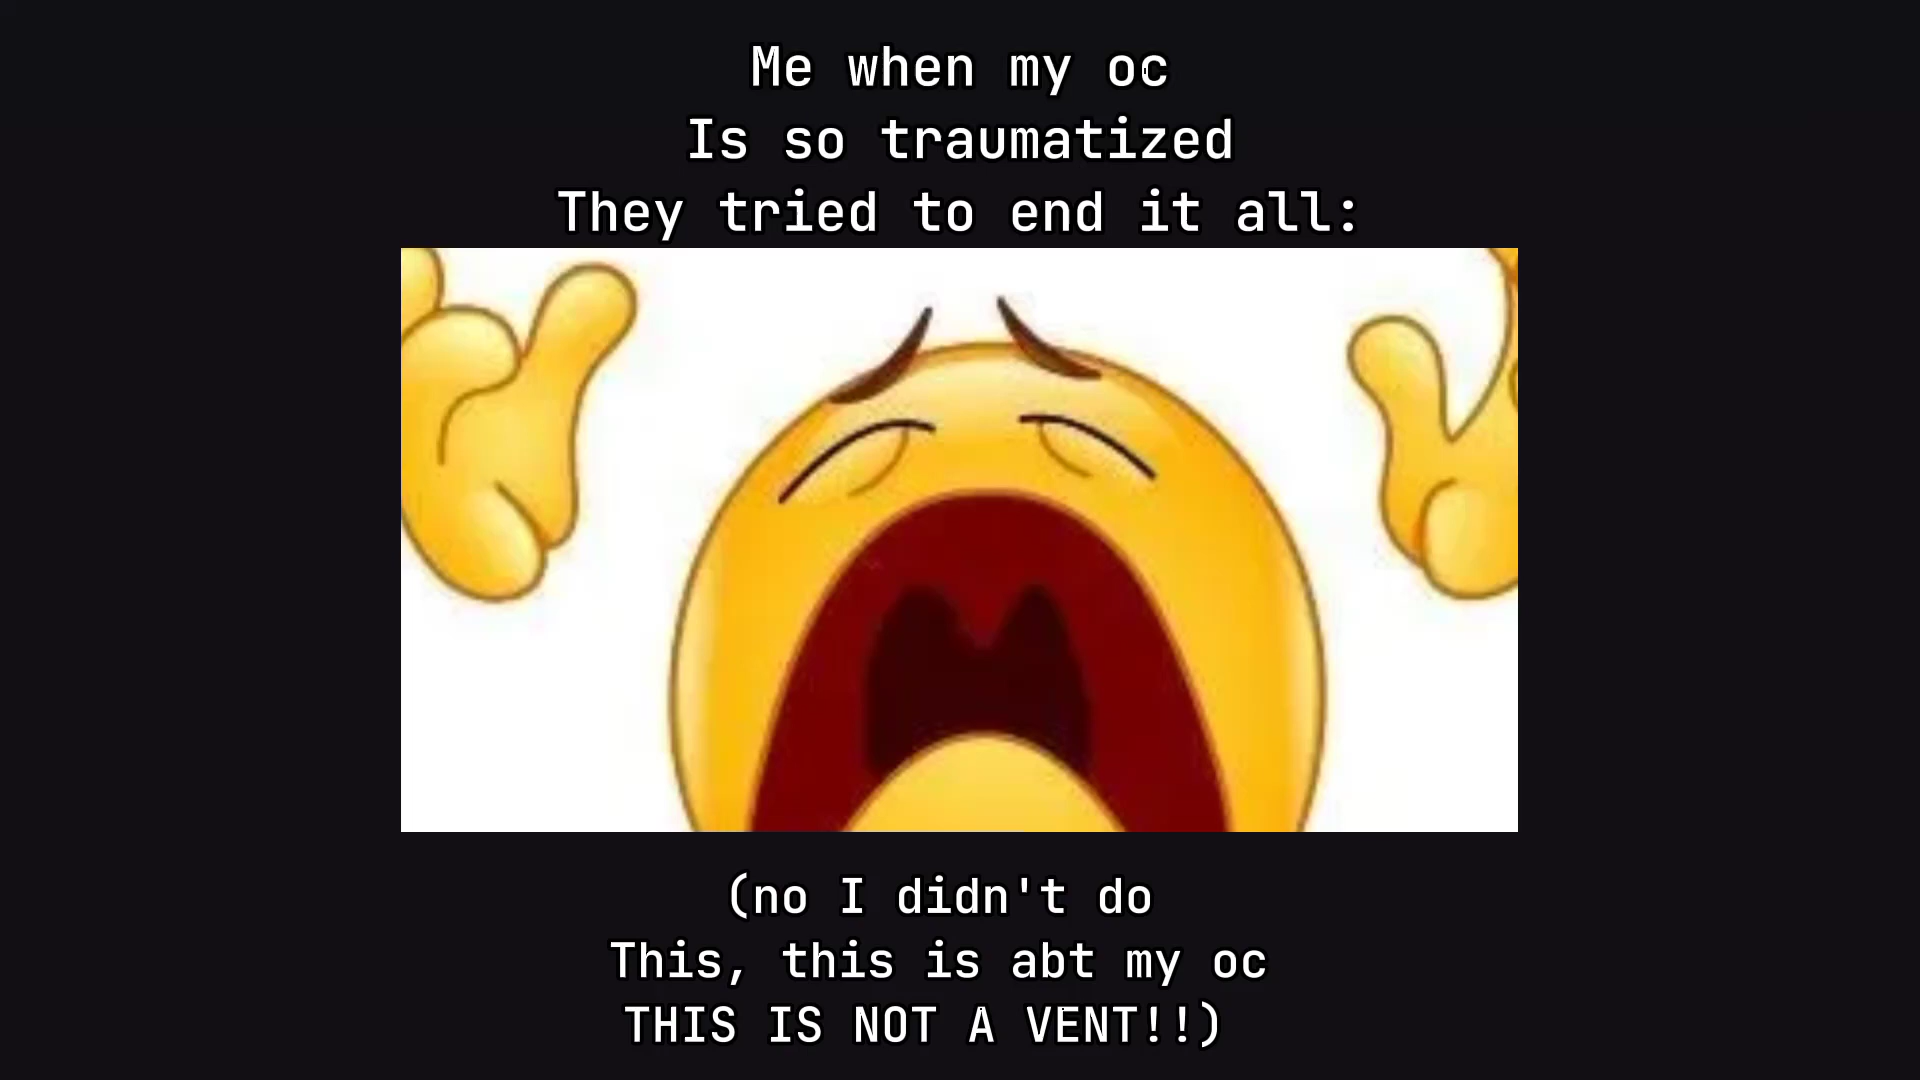 Me when my oc
Is so traumatized
They tried to end it all:
(no I didn't do
This, this is abt my oc
THIS IS NOT A VENT!!)